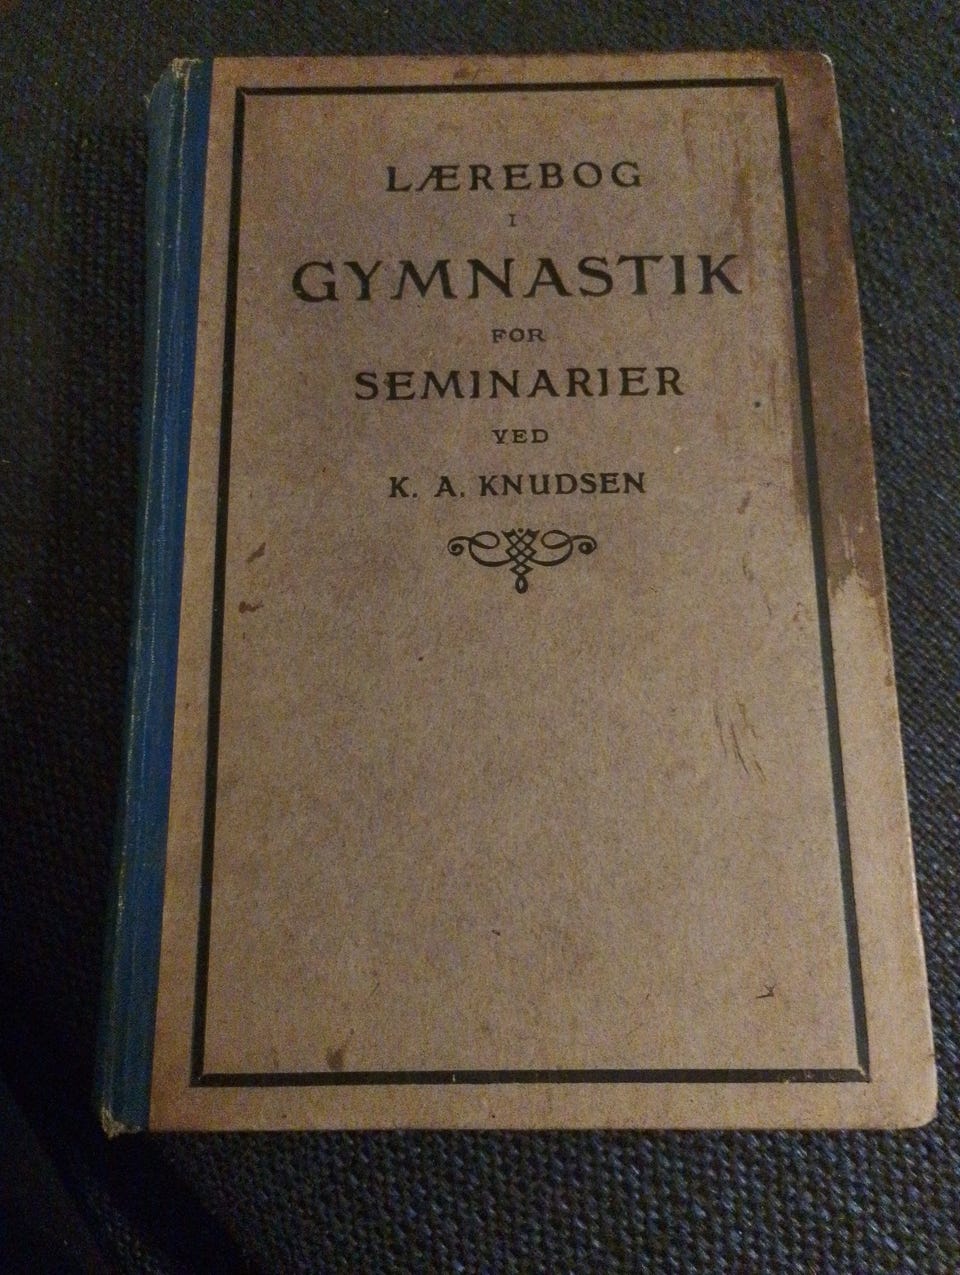 LÆREBOG
I
GYMNASTIK
FOR
SEMINARIER
VED
K. A. KNUDSEN